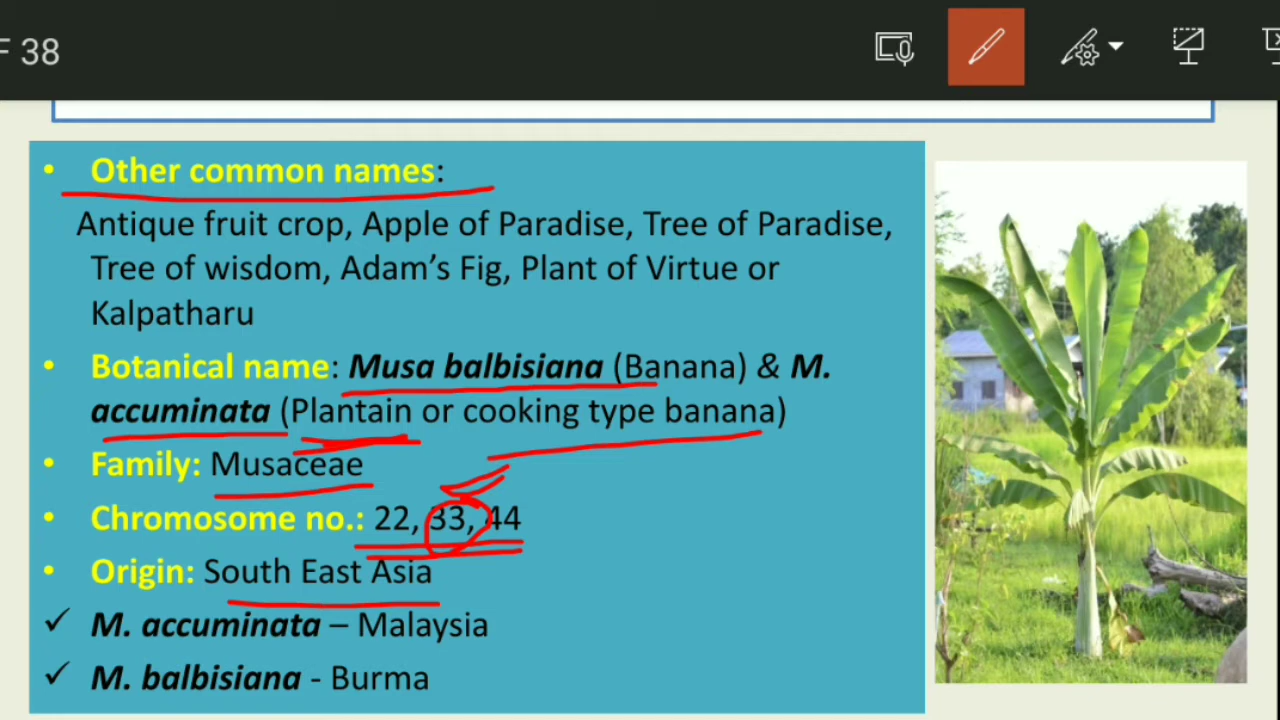 F 38
• Other common names:
Antique fruit crop, Apple of Paradise, Tree of Paradise,
Tree of wisdom, Adam’s Fig, Plant of Virtue or
Kalpatharu
• Botanical name: Musa balbisiana (Banana) & M.
accuminata (Plantain or cooking type banana)
• Family: Musaceae
• Chromosome no.: 22, 33, 44
• Origin: South East Asia
✓ M. accuminata – Malaysia
✓ M. balbisiana - Burma